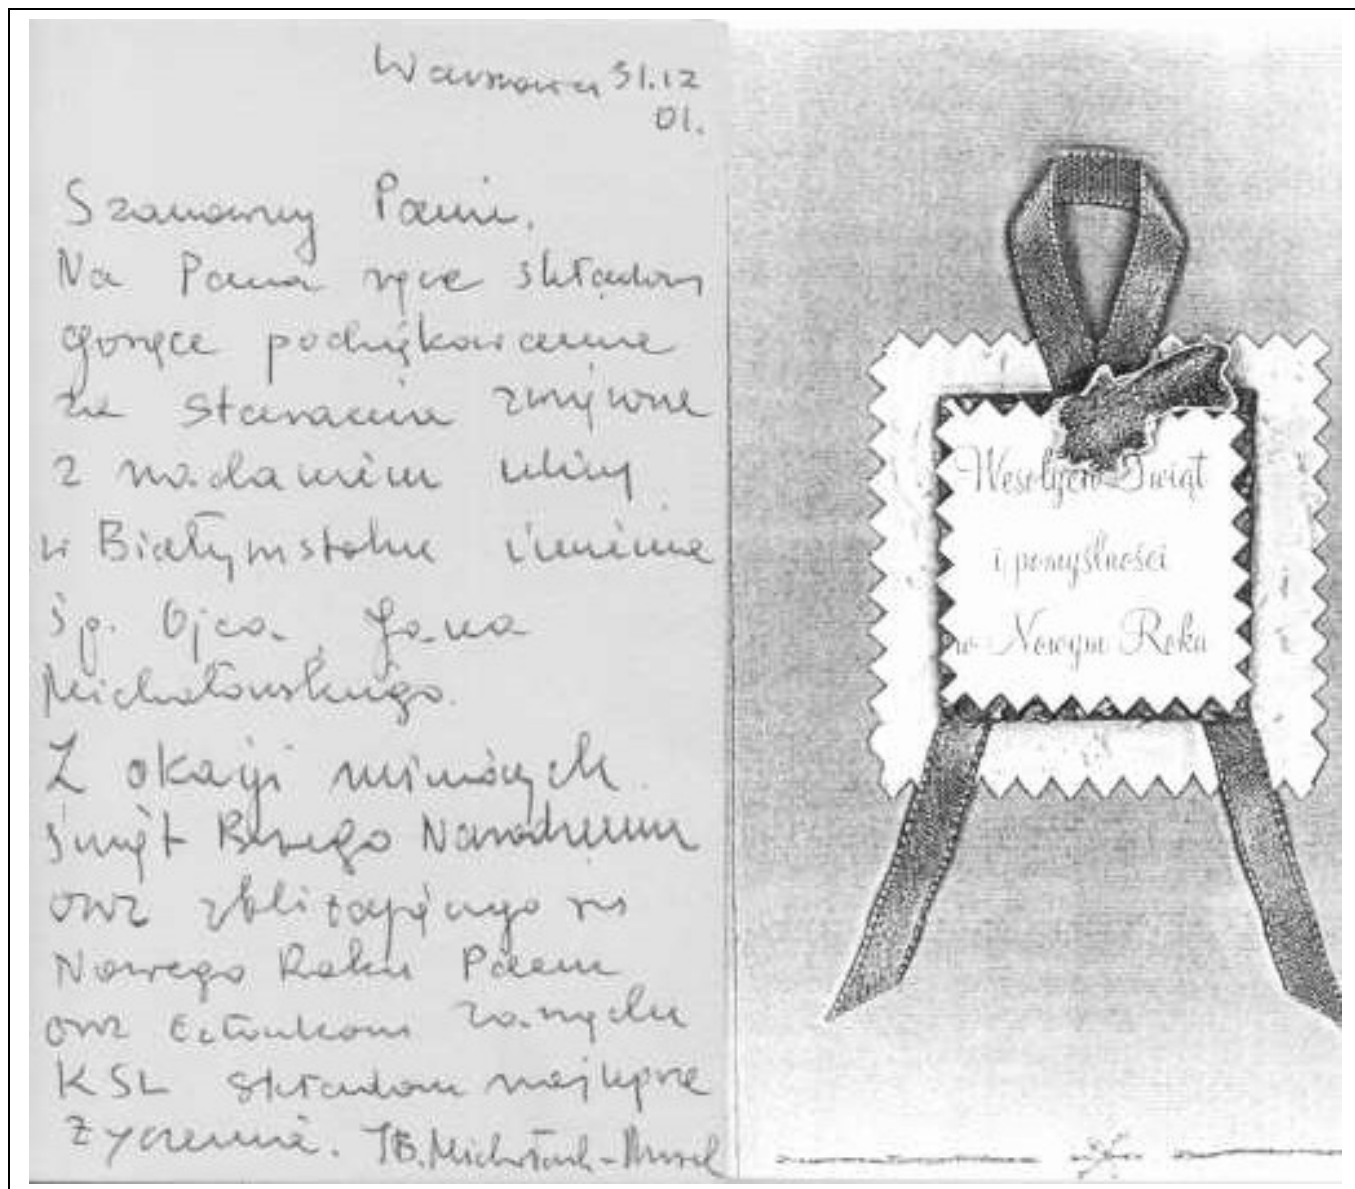 Warszawa 31.12
01.
Szanowny Panie,
Na Pana ręce składam
gorące podziękowanie
za starania związane
z nadaniem ulicy
w Białymstoku imienia
śp. Ojca Jana
Michałowskiego.
Z okazji minionych
Świąt Bożego Narodzenia
oraz zbliżającego się
Nowego Roku Panu
oraz członkom zarządu
KSL składam najlepsze
życzenia.
Wesołych Świąt
i pomyślności
w Nowym Roku